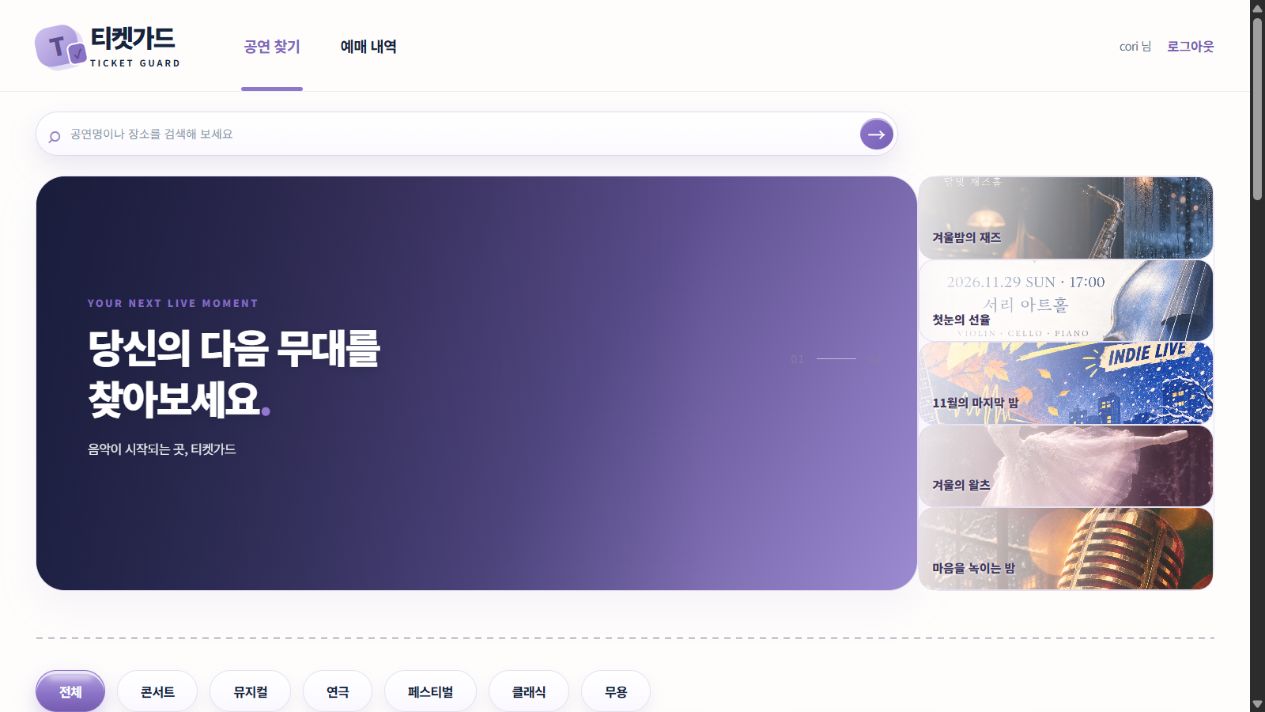 T
티켓가드
TICKET GUARD
공연 찾기
예매 내역
cori 님
로그아웃
공연명이나 장소를 검색해 보세요
YOUR NEXT LIVE MOMENT
당신의 다음 무대를
찾아보세요.
음악이 시작되는 곳, 티켓가드
01
달빛 재즈홀
겨울밤의 재즈
2026.11.29 SUN · 17:00
서리 아트홀
첫눈의 선율
VIOLIN · CELLO · PIANO
INDIE LIVE
11월의 마지막 밤
겨울의 왈츠
마음을 녹이는 밤
전체
콘서트
뮤지컬
연극
페스티벌
클래식
무용